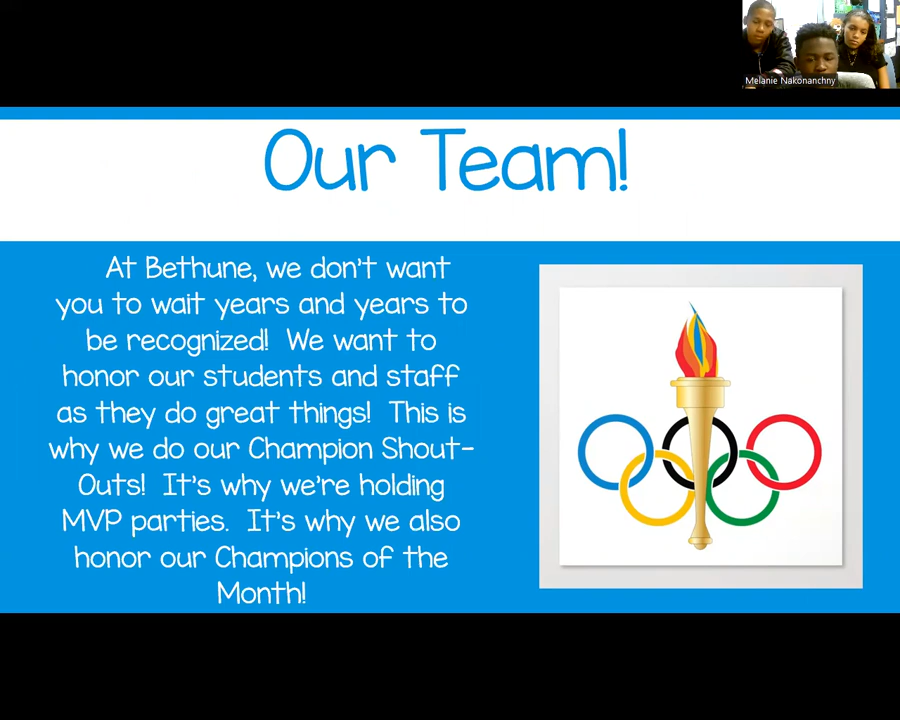 Melanie Nakonanchny
Our Team!
At Bethune, we don't want
you to wait years and years to
be recognized!  We want to
honor our students and staff
as they do great things!  This is
why we do our Champion Shout-
Outs!  It's why we're holding
MVP parties.  It's why we also
honor our Champions of the
Month!